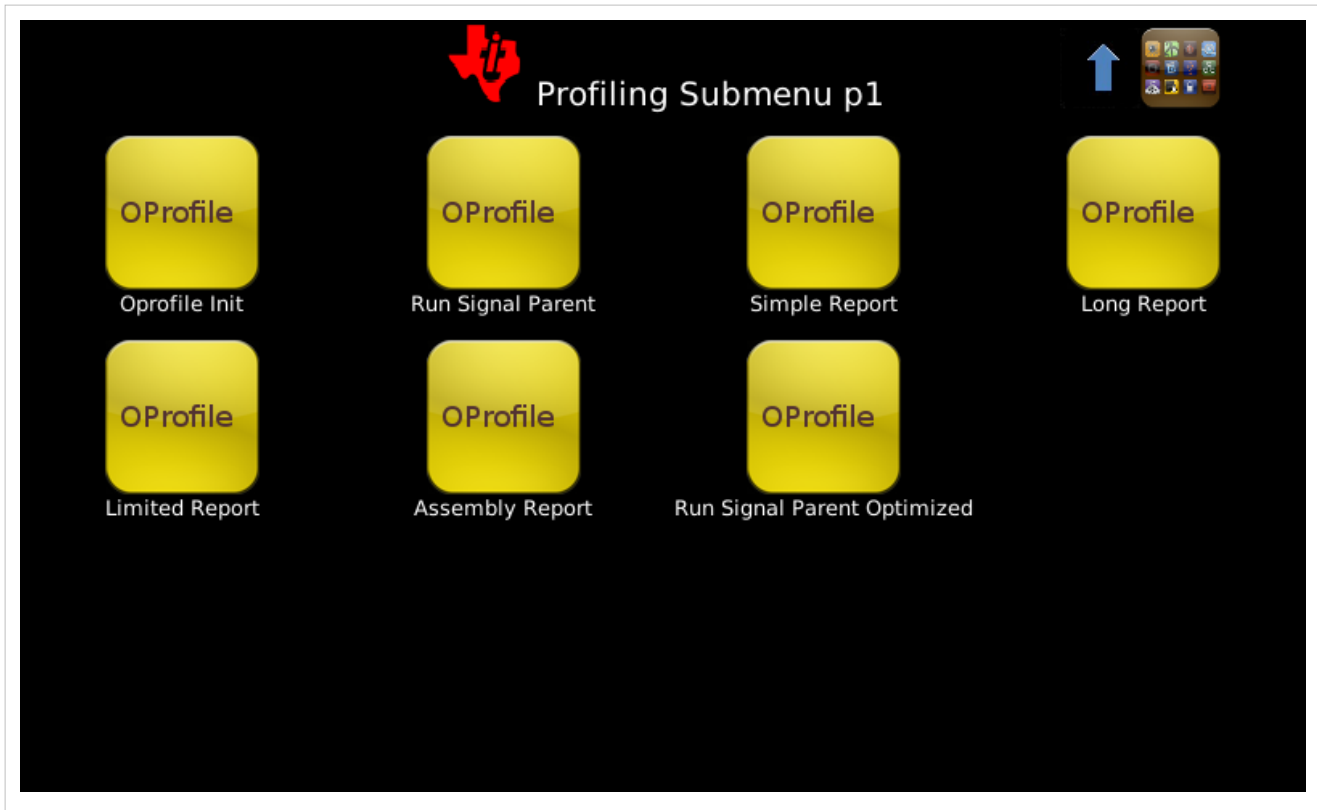 Profiling Submenu p1
OProfile OProfile OProfile OProfile
Oprofile Init Run Signal Parent Simple Report Long Report
OProfile OProfile OProfile
Limited Report Assembly Report Run Signal Parent Optimized